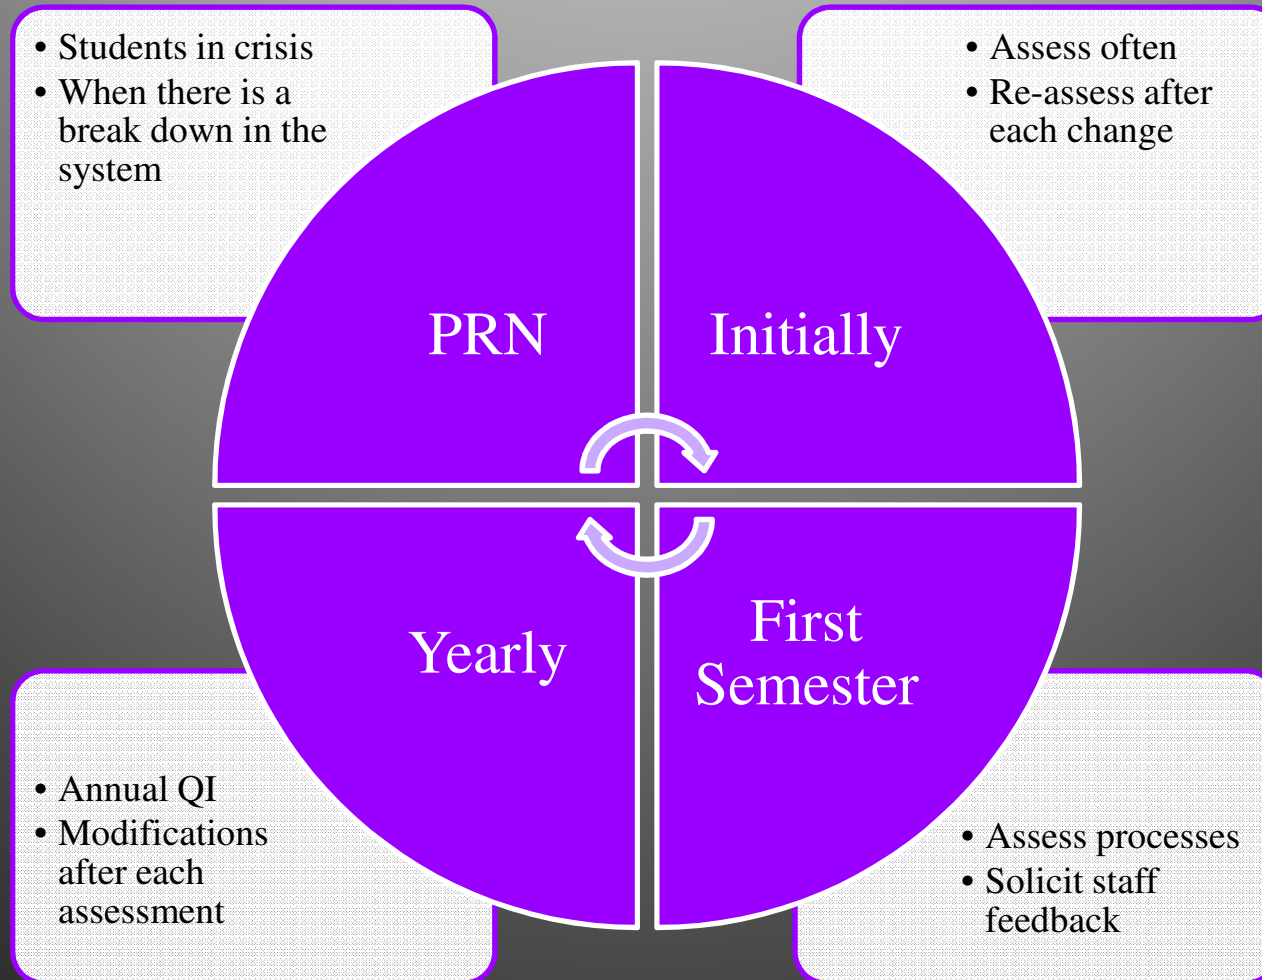 • Students in crisis
• When there is a
break down in the
system
• Assess often
• Re-assess after
each change
PRN
Initially
Yearly
First
Semester
• Annual QI
• Modifications
after each
assessment
• Assess processes
• Solicit staff
feedback